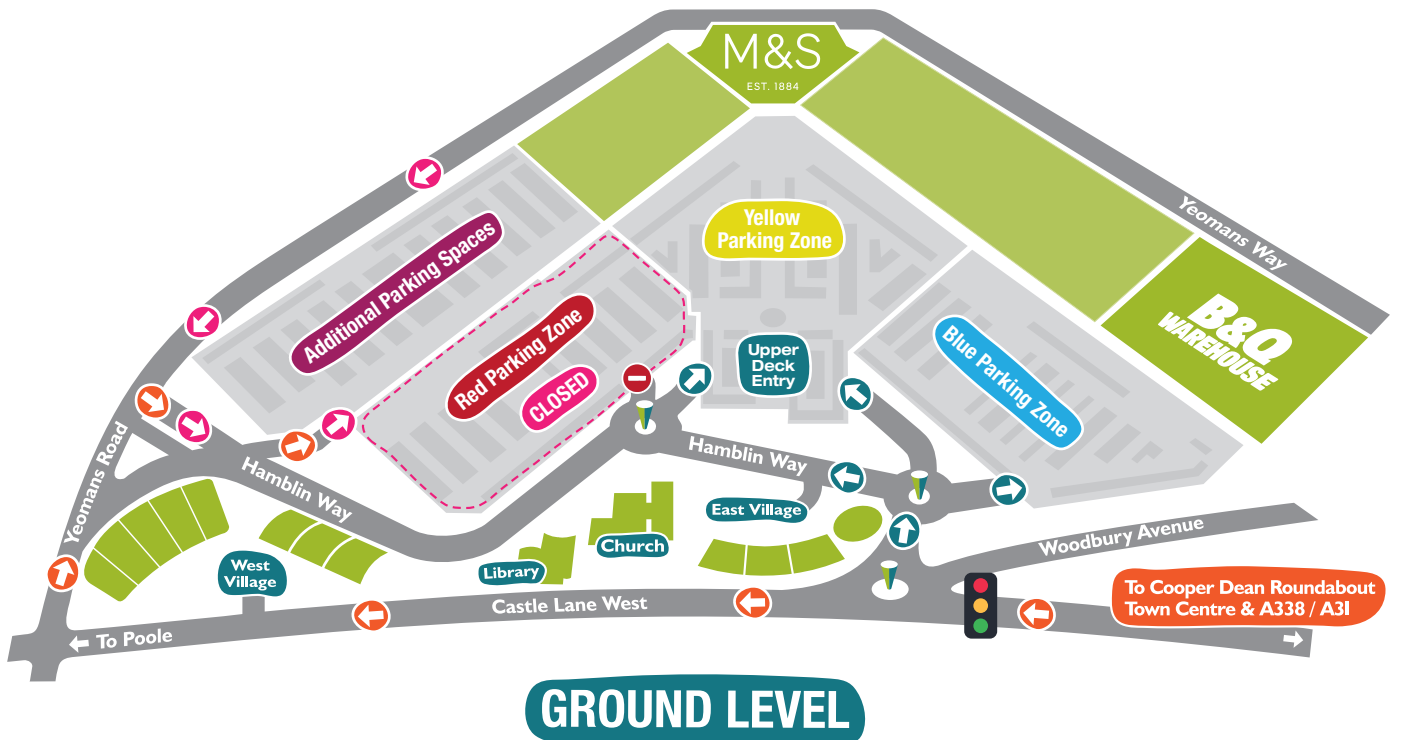 M&S
EST. 1884
Yeomans Way
Yellow
Parking Zone
Additional Parking Spaces
B&Q
WAREHOUSE
Red Parking Zone
CLOSED
Upper
Deck
Entry
Blue Parking Zone
Yeomans Road
Hamblin Way
Hamblin Way
East Village
Church
Library
West
Village
Woodbury Avenue
Castle Lane West
To Poole
To Cooper Dean Roundabout
Town Centre & A338 / A31
GROUND LEVEL